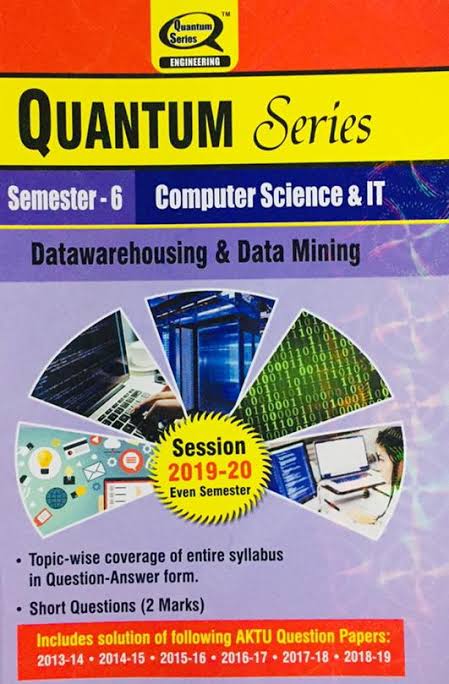 Quantum
Series
TM
ENGINEERING
QUANTUM Series
Semester - 6 Computer Science & IT
Datawarehousing & Data Mining
Session
2019-20
Even Semester
• Topic-wise coverage of entire syllabus
in Question-Answer form.
• Short Questions (2 Marks)
Includes solution of following AKTU Question Papers:
2013-14 • 2014-15 • 2015-16 • 2016-17 • 2017-18 • 2018-19